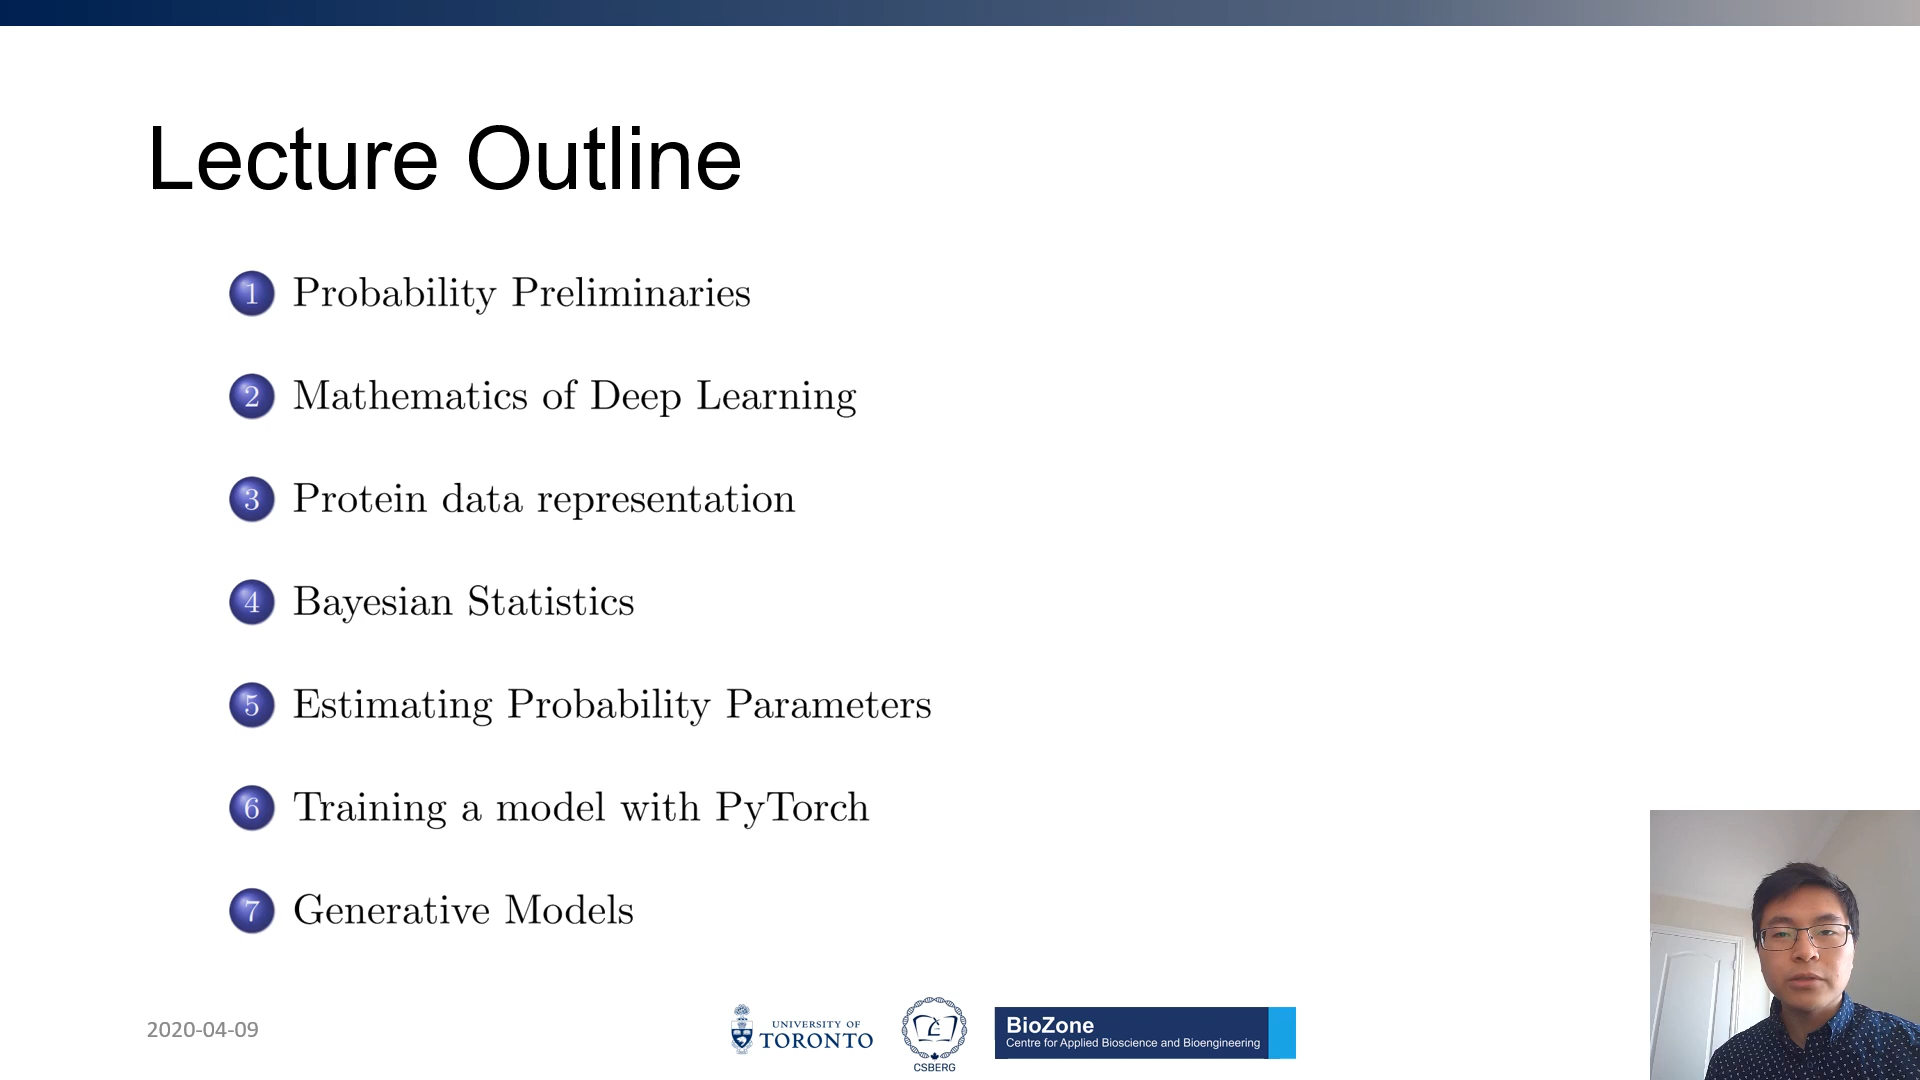 Lecture Outline
1 Probability Preliminaries
2 Mathematics of Deep Learning
3 Protein data representation
4 Bayesian Statistics
5 Estimating Probability Parameters
6 Training a model with PyTorch
7 Generative Models
2020-04-09
UNIVERSITY OF
TORONTO
CSBERG
BioZone
Centre for Applied Bioscience and Bioengineering